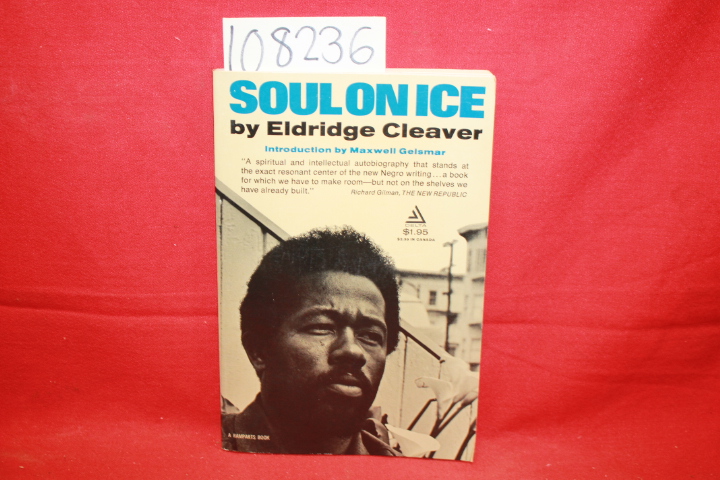 108236
SOUL ON ICE
by Eldridge Cleaver
Introduction by Maxwell Geismar
"A spiritual and intellectual autobiography that stands at
the exact resonant center of the new Negro writing...a book
for which we have to make room—but not on the shelves we
have already built." Richard Gilman, THE NEW REPUBLIC
DELTA
$1.95
A RAMPARTS BOOK